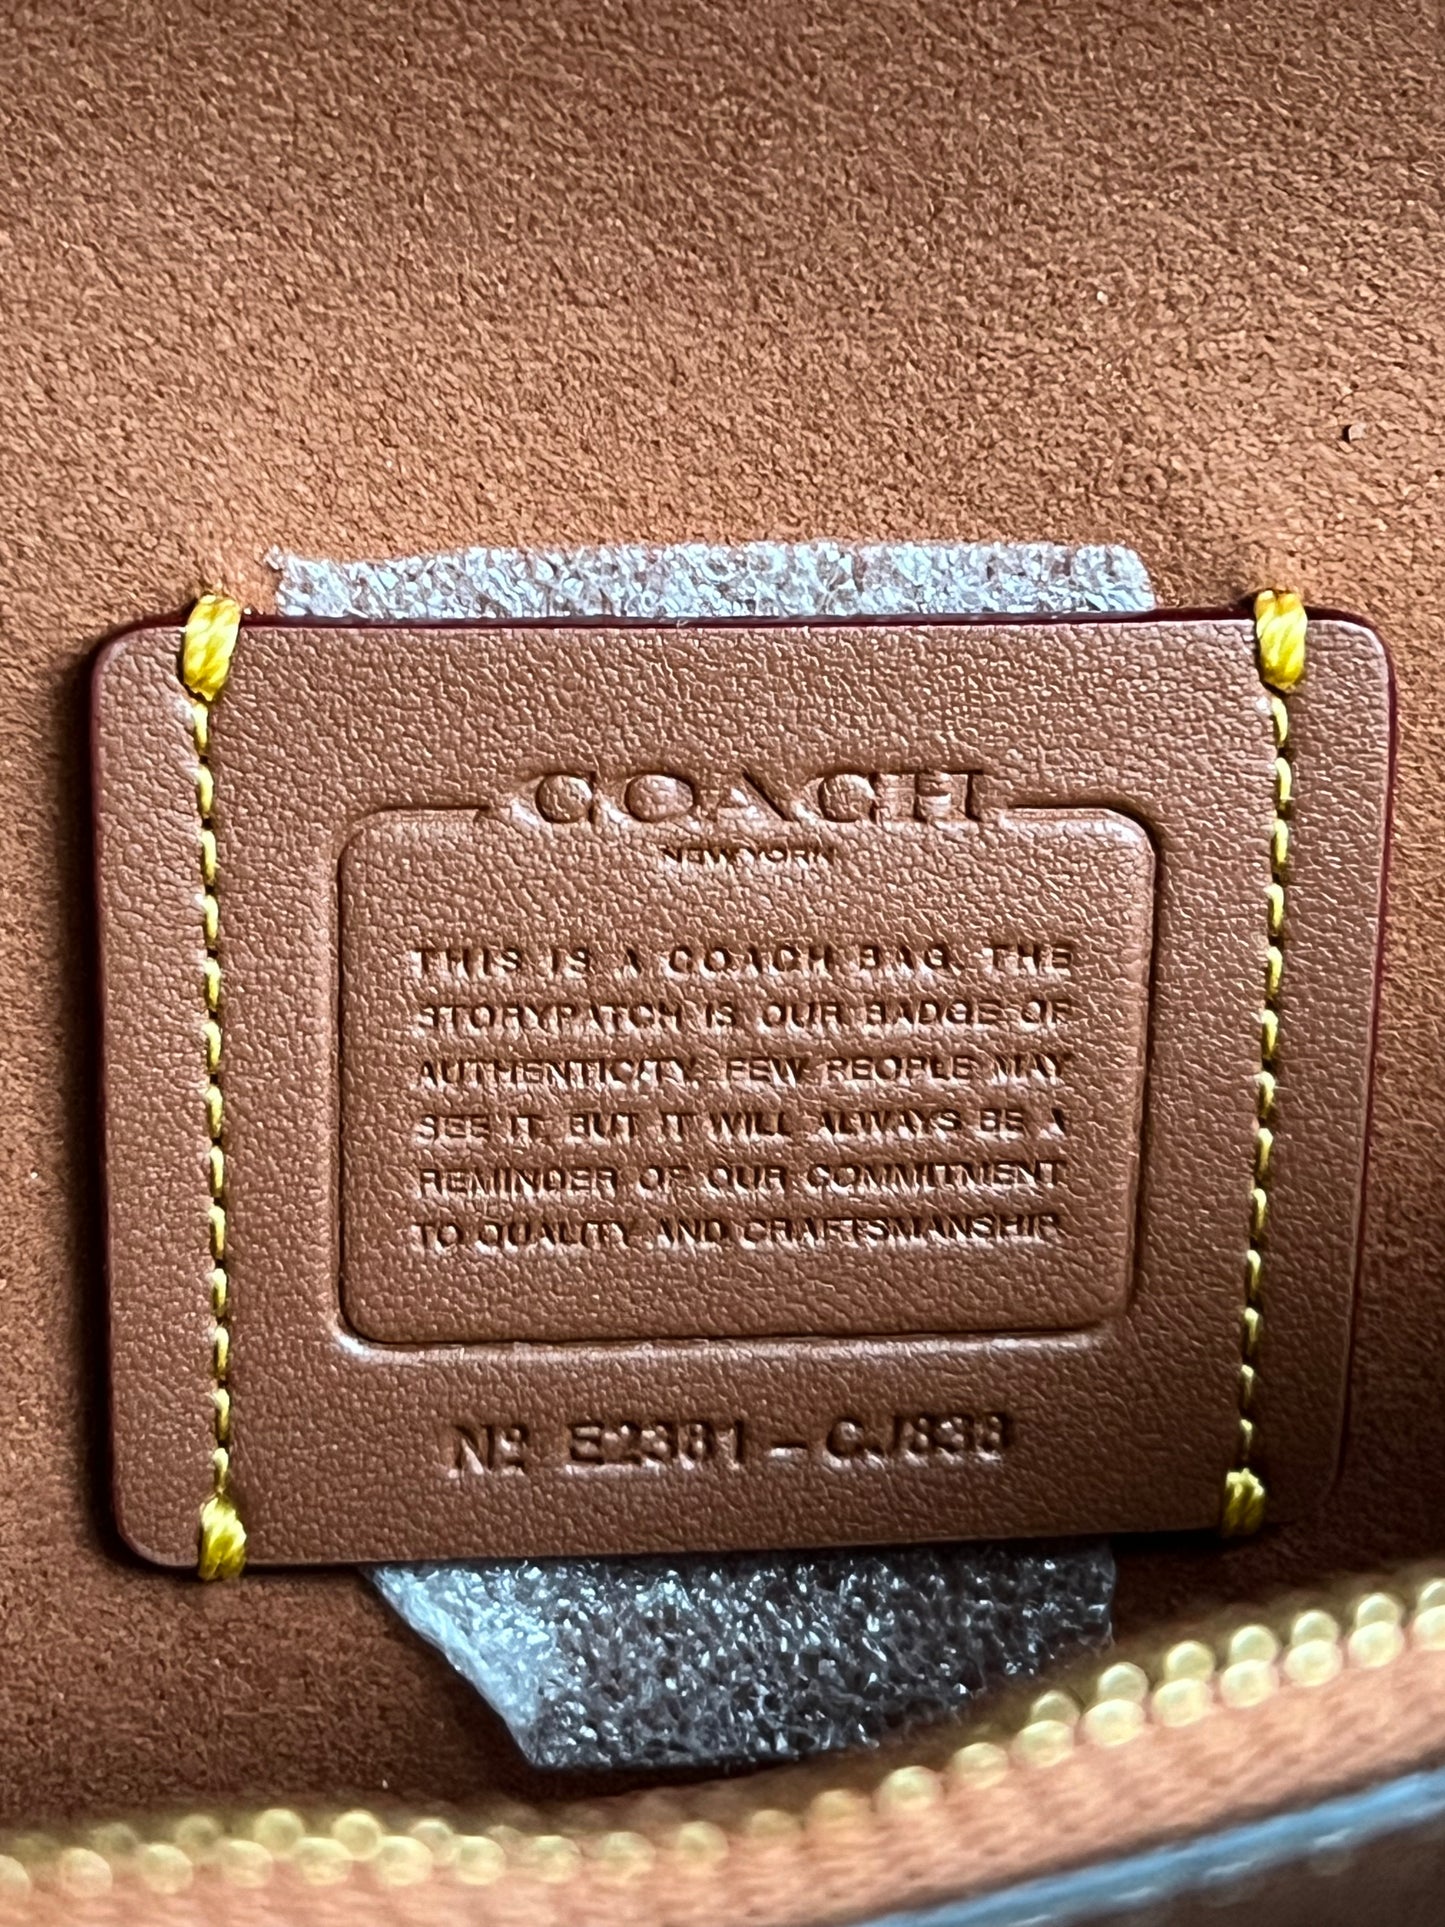 COACH
NEW YORK
THIS IS A COACH BAG. THE
STORYPATCH IS OUR BADGE OF
AUTHENTICITY. FEW PEOPLE MAY
SEE IT. BUT IT WILL ALWAYS BE A
REMINDER OF OUR COMMITMENT
TO QUALITY AND CRAFTSMANSHIP.
Nº E2381 - CJ838